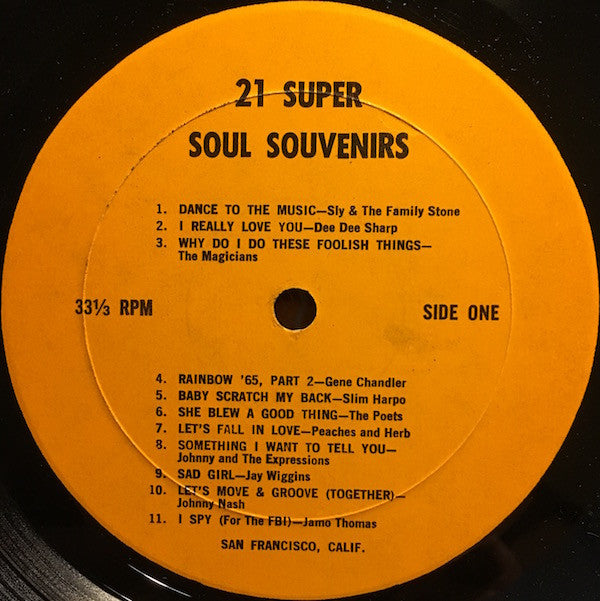 21 SUPER
SOUL SOUVENIRS
1. DANCE TO THE MUSIC—Sly & The Family Stone
2. I REALLY LOVE YOU—Dee Dee Sharp
3. WHY DO I DO THESE FOOLISH THINGS—
The Magicians
33⅓ RPM
SIDE ONE
4. RAINBOW '65, PART 2—Gene Chandler
5. BABY SCRATCH MY BACK—Slim Harpo
6. SHE BLEW A GOOD THING—The Poets
7. LET'S FALL IN LOVE—Peaches and Herb
8. SOMETHING I WANT TO TELL YOU—
Johnny and The Expressions
9. SAD GIRL—Jay Wiggins
10. LET'S MOVE & GROOVE (TOGETHER)—
Johnny Nash
11. I SPY (For The FBI)—Jamo Thomas
SAN FRANCISCO, CALIF.